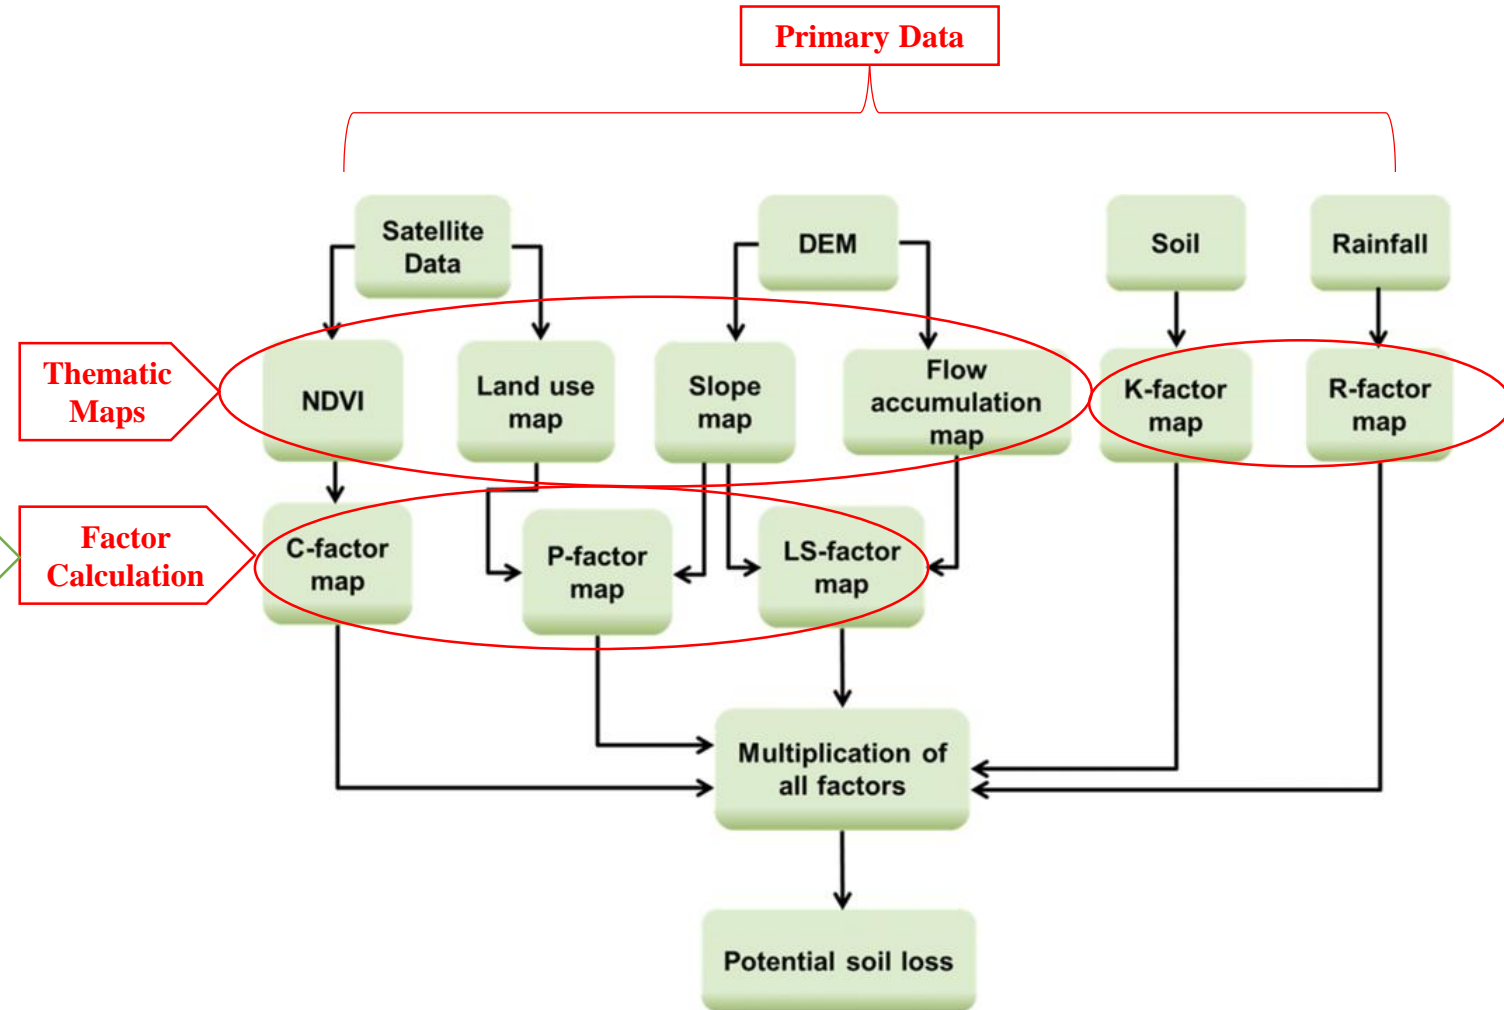 Primary Data
Satellite
Data
DEM
Soil
Rainfall
Thematic
Maps
NDVI
Land use
map
Slope
map
Flow
accumulation
map
K-factor
map
R-factor
map
Factor
Calculation
C-factor
map
P-factor
map
LS-factor
map
Multiplication of
all factors
Potential soil loss